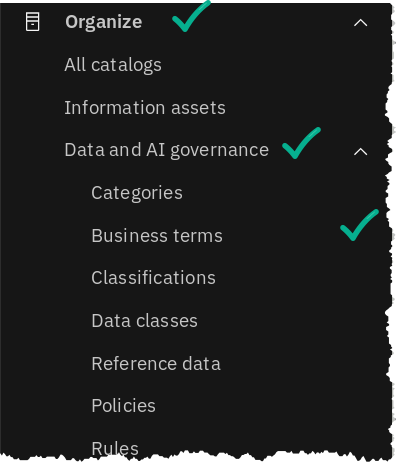 Organize
All catalogs
Information assets
Data and AI governance
Categories
Business terms
Classifications
Data classes
Reference data
Policies
Rules